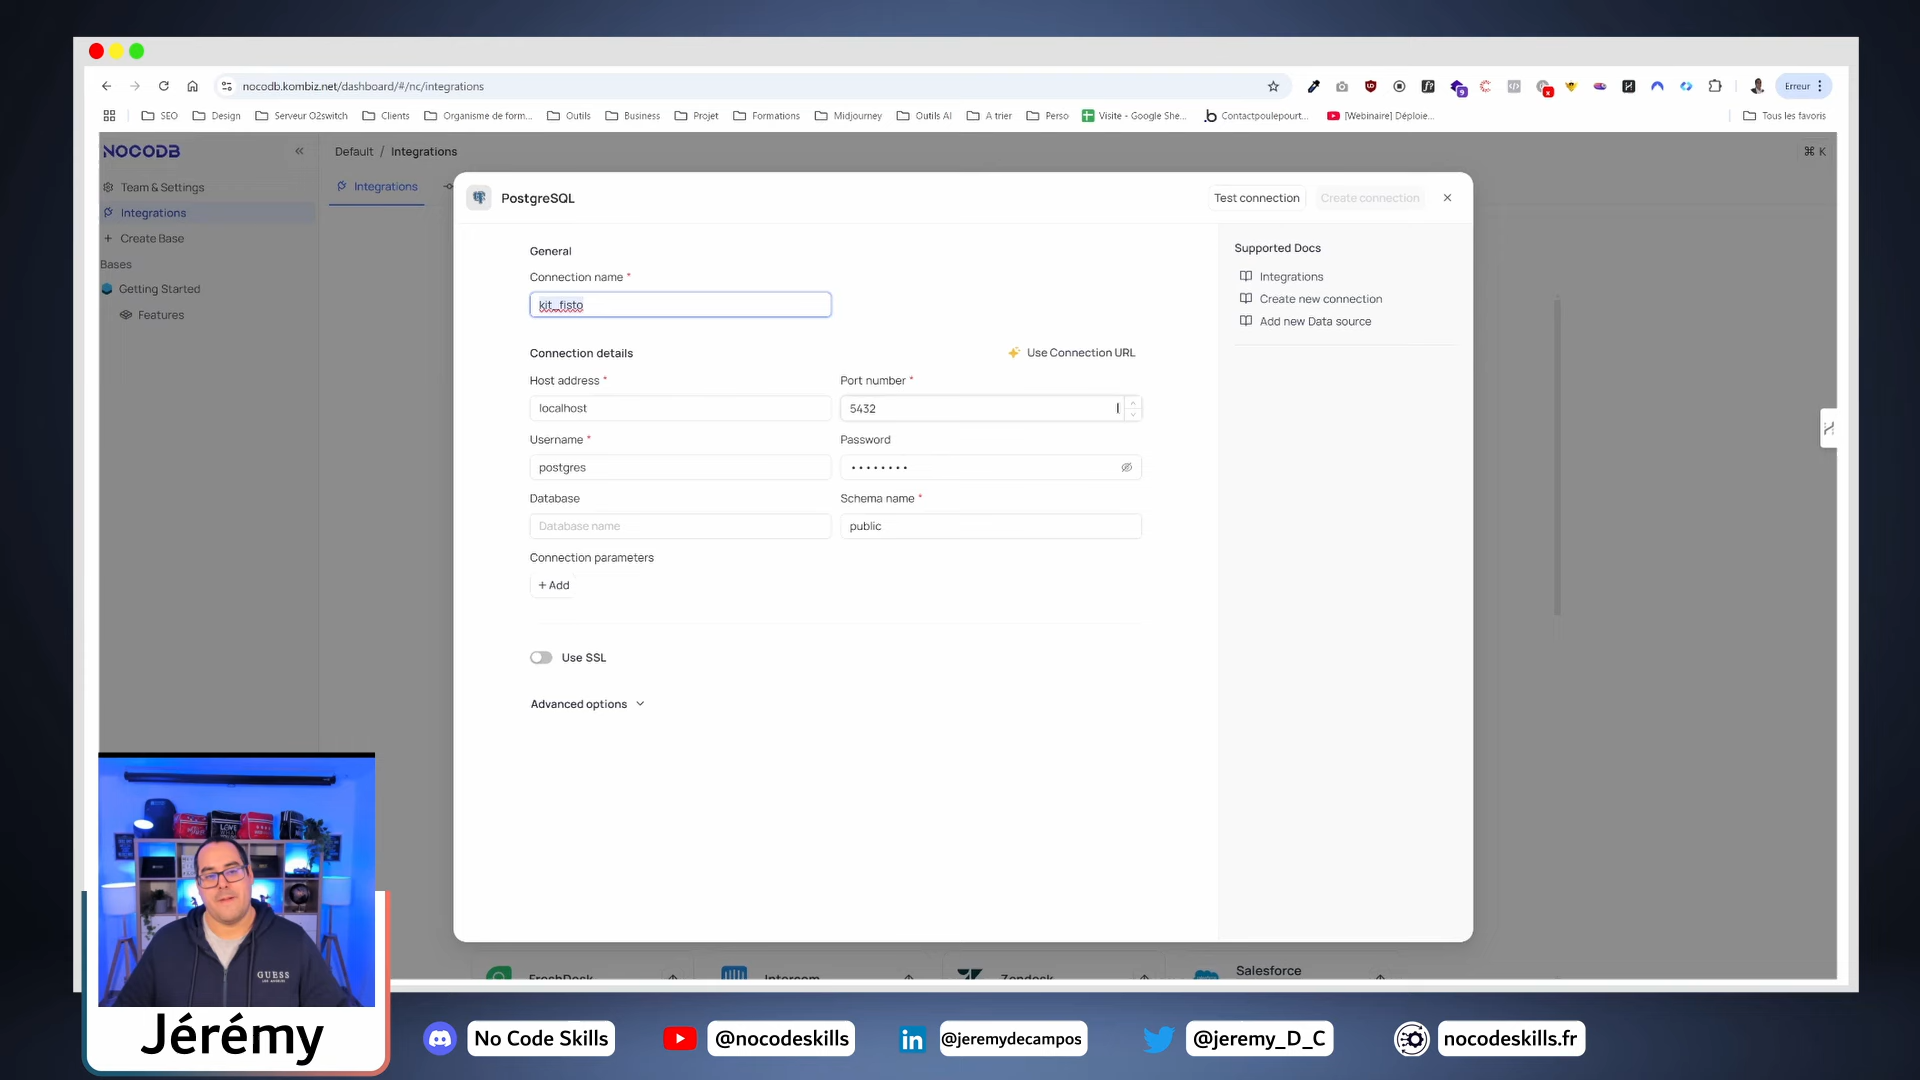 nocodb.kombiz.net/dashboard/#/nc/integrations
Erreur
SEO
Design
Serveur O2switch
Clients
Organisme de form...
Outils
Business
Projet
Formations
Midjourney
Outils AI
A trier
Perso
Visite - Google She...
Contactpoulepourt...
[Webinaire] Déploie...
Tous les favoris
NOCODB
Default / Integrations
⌘ K
Team & Settings
Integrations
Integrations
Create Base
Bases
Getting Started
Features
PostgreSQL
Test connection
Create connection
General
Connection name *
kit_fisto
Connection details
Use Connection URL
Host address *
Port number *
localhost
5432
Username *
Password
postgres
Database
Schema name *
Database name
public
Connection parameters
+ Add
Use SSL
Advanced options
Supported Docs
Integrations
Create new connection
Add new Data source
FreshDesk
Intercom
Zendesk
Salesforce
LOVE
GUESS
Jérémy
No Code Skills
@nocodeskills
@jeremydecampos
@jeremy_D_C
nocodeskills.fr